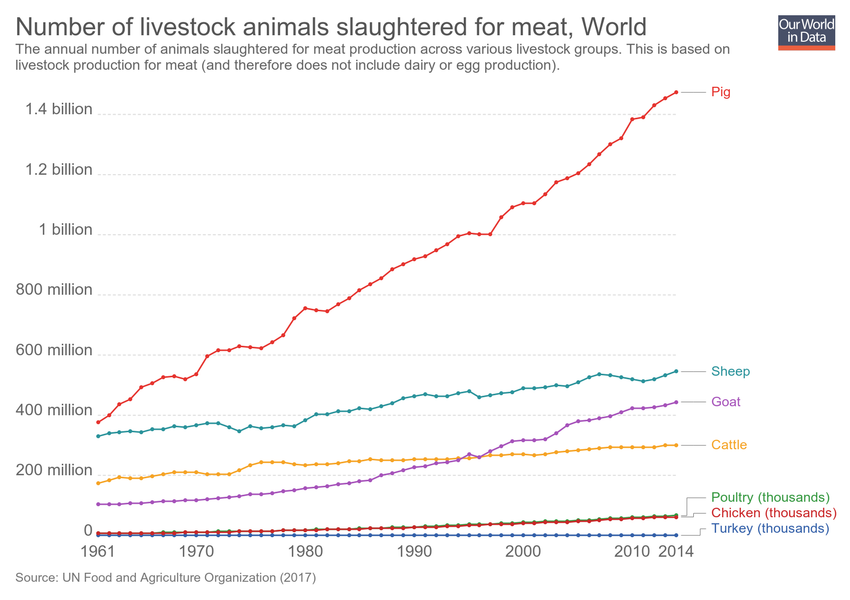 Number of livestock animals slaughtered for meat, World
Our World
in Data
The annual number of animals slaughtered for meat production across various livestock groups. This is based on
livestock production for meat (and therefore does not include dairy or egg production).
1.4 billion
1.2 billion
1 billion
800 million
600 million
400 million
200 million
0
Pig
Sheep
Goat
Cattle
Poultry (thousands)
Chicken (thousands)
Turkey (thousands)
1961 1970 1980 1990 2000 2010 2014
Source: UN Food and Agriculture Organization (2017)